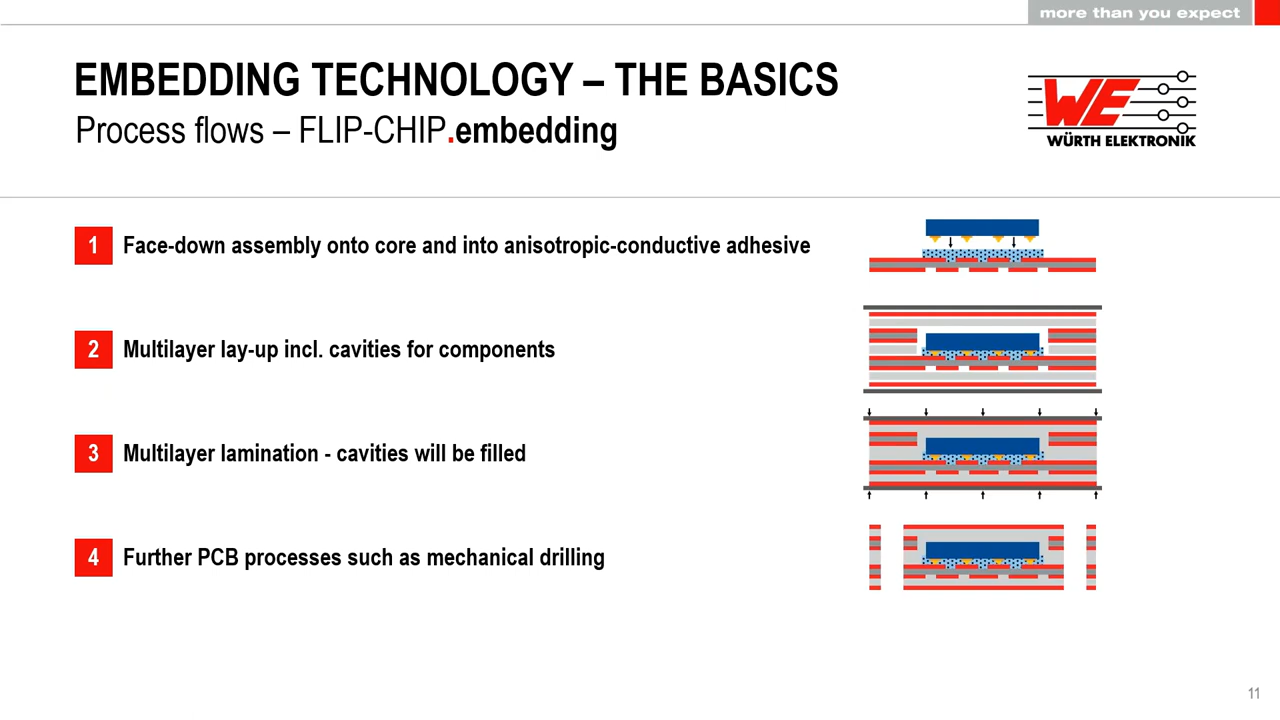 more than you expect
EMBEDDING TECHNOLOGY – THE BASICS
Process flows – FLIP-CHIP.embedding
WE
WÜRTH ELEKTRONIK
1 Face-down assembly onto core and into anisotropic-conductive adhesive
2 Multilayer lay-up incl. cavities for components
3 Multilayer lamination - cavities will be filled
4 Further PCB processes such as mechanical drilling
11